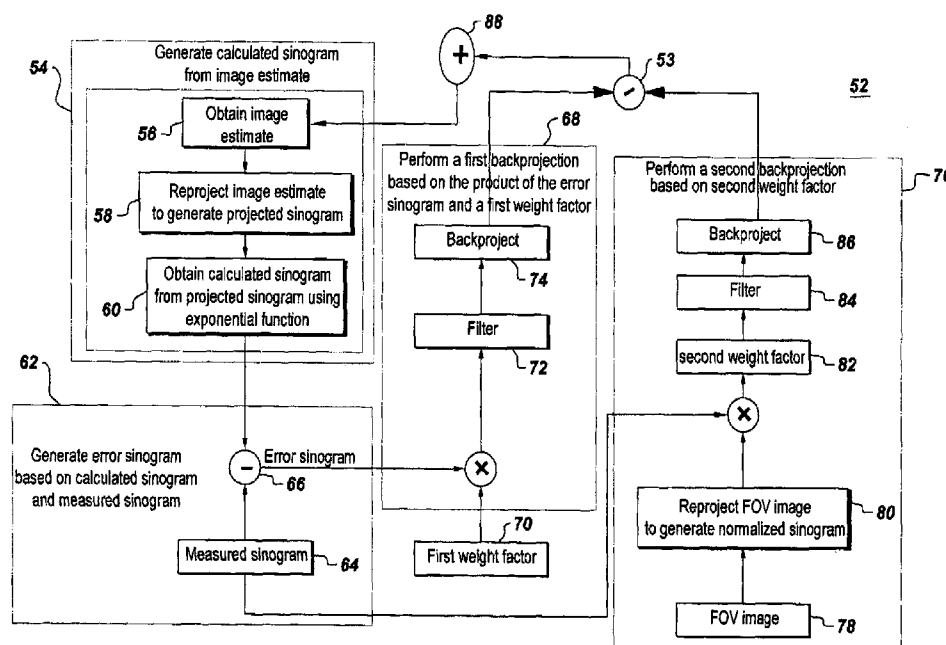 88
Generate calculated sinogram
from image estimate
+
53
54
-
52
68
Obtain image
estimate
56
Perform a first backprojection
based on the product of the error
sinogram and a first weight factor
Perform a second backprojection
based on second weight factor
Reproject image estimate
to generate projected sinogram
58
Backproject
74
Backproject
86
Obtain calculated sinogram
from projected sinogram using
exponential function
60
Filter
84
Filter
72
second weight factor
82
62
×
Generate error sinogram
based on calculated sinogram
and measured sinogram
-
Error sinogram
66
×
Reproject FOV image
to generate normalized sinogram
80
70
First weight factor
Measured sinogram
64
FOV image
78